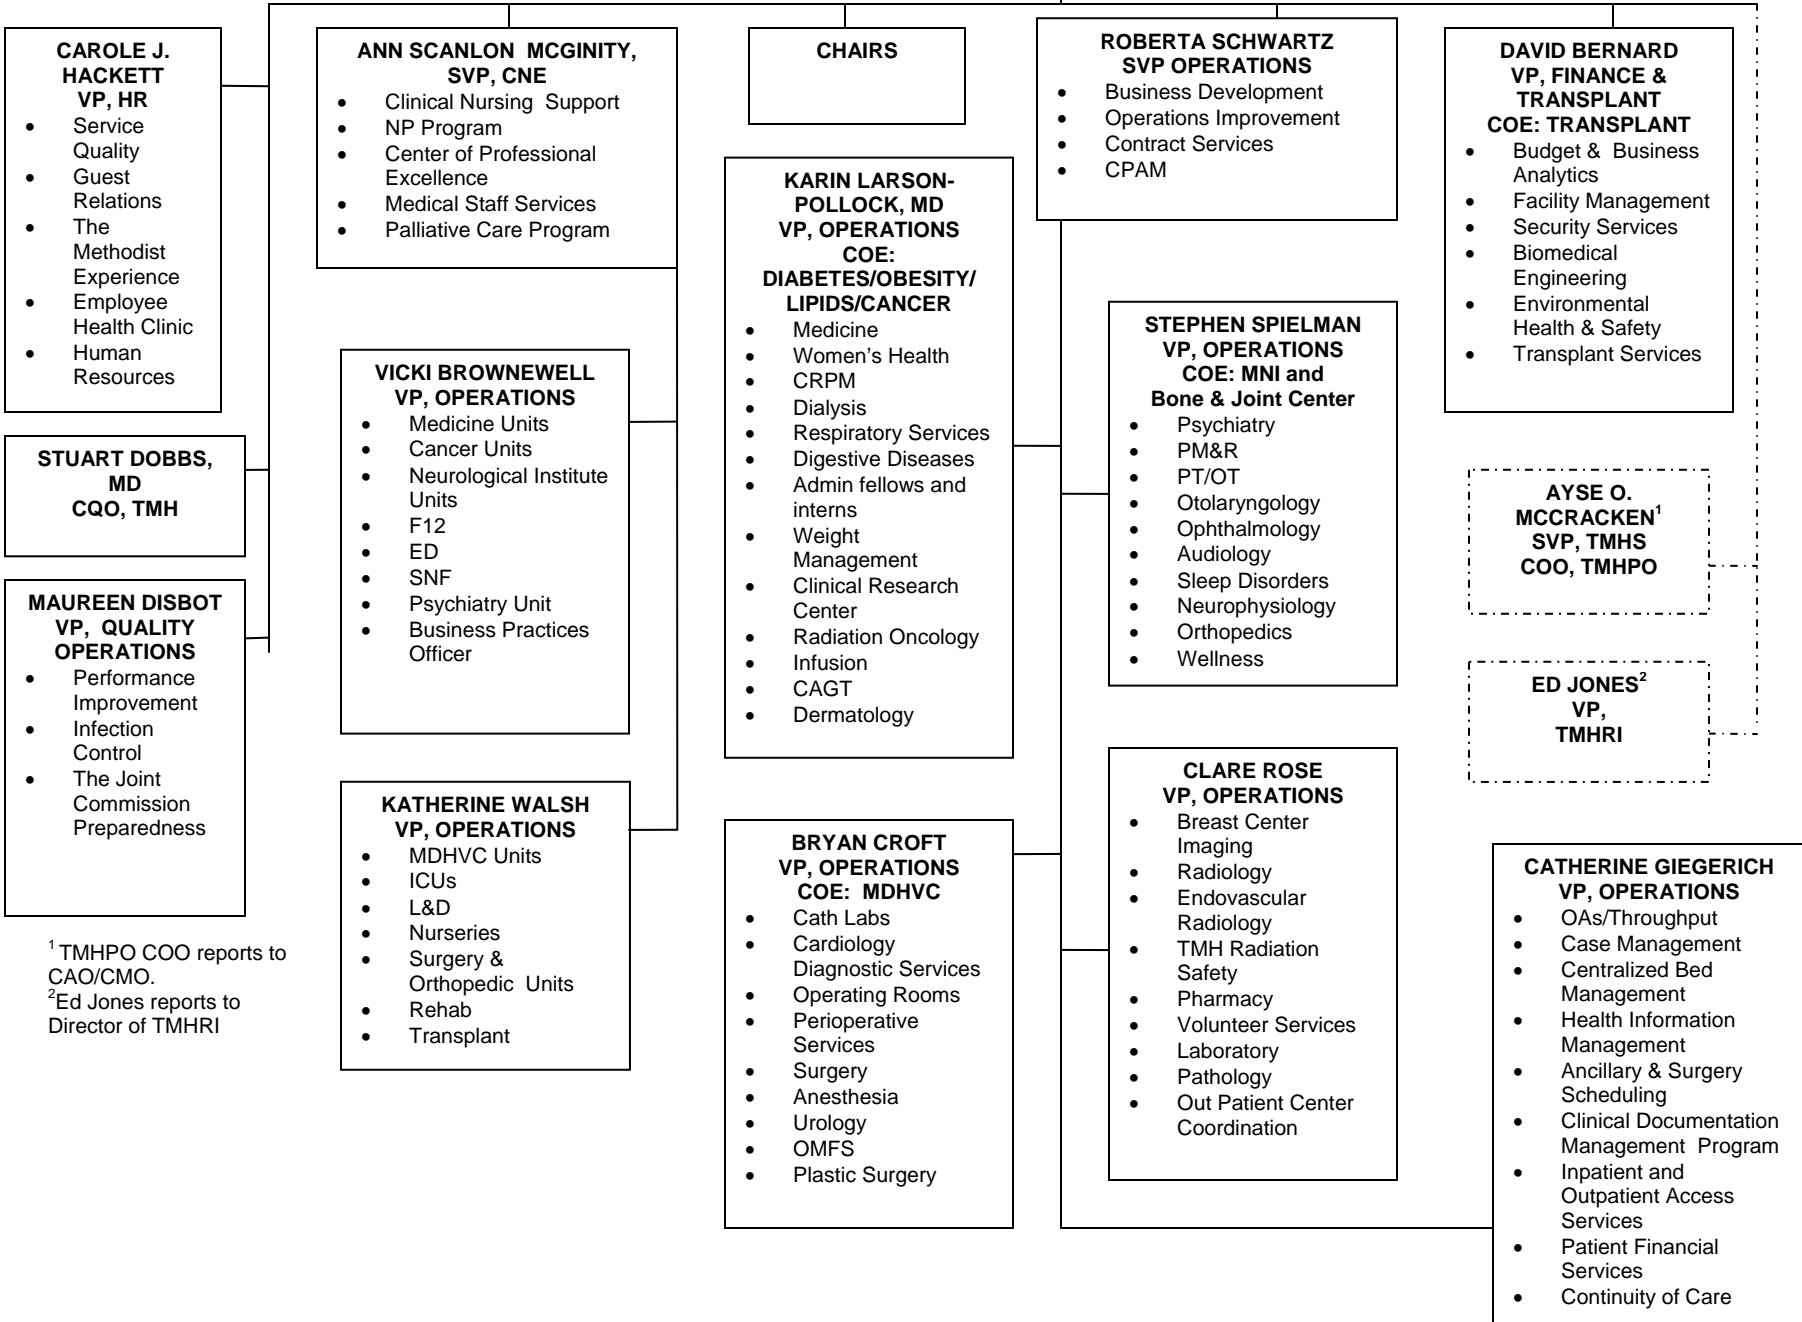 CAROLE J.
HACKETT
VP, HR
• Service
Quality
• Guest
Relations
• The
Methodist
Experience
• Employee
Health Clinic
• Human
Resources
STUART DOBBS,
MD
CQO, TMH
MAUREEN DISBOT
VP, QUALITY
OPERATIONS
• Performance
Improvement
• Infection
Control
• The Joint
Commission
Preparedness
1 TMHPO COO reports to
CAO/CMO.
2Ed Jones reports to
Director of TMHRI
ANN SCANLON MCGINITY,
SVP, CNE
• Clinical Nursing Support
• NP Program
• Center of Professional
Excellence
• Medical Staff Services
• Palliative Care Program
VICKI BROWNEWELL
VP, OPERATIONS
• Medicine Units
• Cancer Units
• Neurological Institute
Units
• F12
• ED
• SNF
• Psychiatry Unit
• Business Practices
Officer
KATHERINE WALSH
VP, OPERATIONS
• MDHVC Units
• ICUs
• L&D
• Nurseries
• Surgery &
Orthopedic Units
• Rehab
• Transplant
CHAIRS
KARIN LARSON-
POLLOCK, MD
VP, OPERATIONS
COE:
DIABETES/OBESITY/
LIPIDS/CANCER
• Medicine
• Women's Health
• CRPM
• Dialysis
• Respiratory Services
• Digestive Diseases
• Admin fellows and
interns
• Weight
Management
• Clinical Research
Center
• Radiation Oncology
• Infusion
• CAGT
• Dermatology
BRYAN CROFT
VP, OPERATIONS
COE: MDHVC
• Cath Labs
• Cardiology
Diagnostic Services
• Operating Rooms
• Perioperative
Services
• Surgery
• Anesthesia
• Urology
• OMFS
• Plastic Surgery
ROBERTA SCHWARTZ
SVP OPERATIONS
• Business Development
• Operations Improvement
• Contract Services
• CPAM
STEPHEN SPIELMAN
VP, OPERATIONS
COE: MNI and
Bone & Joint Center
• Psychiatry
• PM&R
• PT/OT
• Otolaryngology
• Ophthalmology
• Audiology
• Sleep Disorders
• Neurophysiology
• Orthopedics
• Wellness
CLARE ROSE
VP, OPERATIONS
• Breast Center
Imaging
• Radiology
• Endovascular
Radiology
• TMH Radiation
Safety
• Pharmacy
• Volunteer Services
• Laboratory
• Pathology
• Out Patient Center
Coordination
DAVID BERNARD
VP, FINANCE &
TRANSPLANT
COE: TRANSPLANT
• Budget & Business
Analytics
• Facility Management
• Security Services
• Biomedical
Engineering
• Environmental
Health & Safety
• Transplant Services
AYSE O.
MCCRACKEN1
SVP, TMHS
COO, TMHPO
ED JONES2
VP,
TMHRI
CATHERINE GIEGERICH
VP, OPERATIONS
• OAs/Throughput
• Case Management
• Centralized Bed
Management
• Health Information
Management
• Ancillary & Surgery
Scheduling
• Clinical Documentation
Management Program
• Inpatient and
Outpatient Access
Services
• Patient Financial
Services
• Continuity of Care